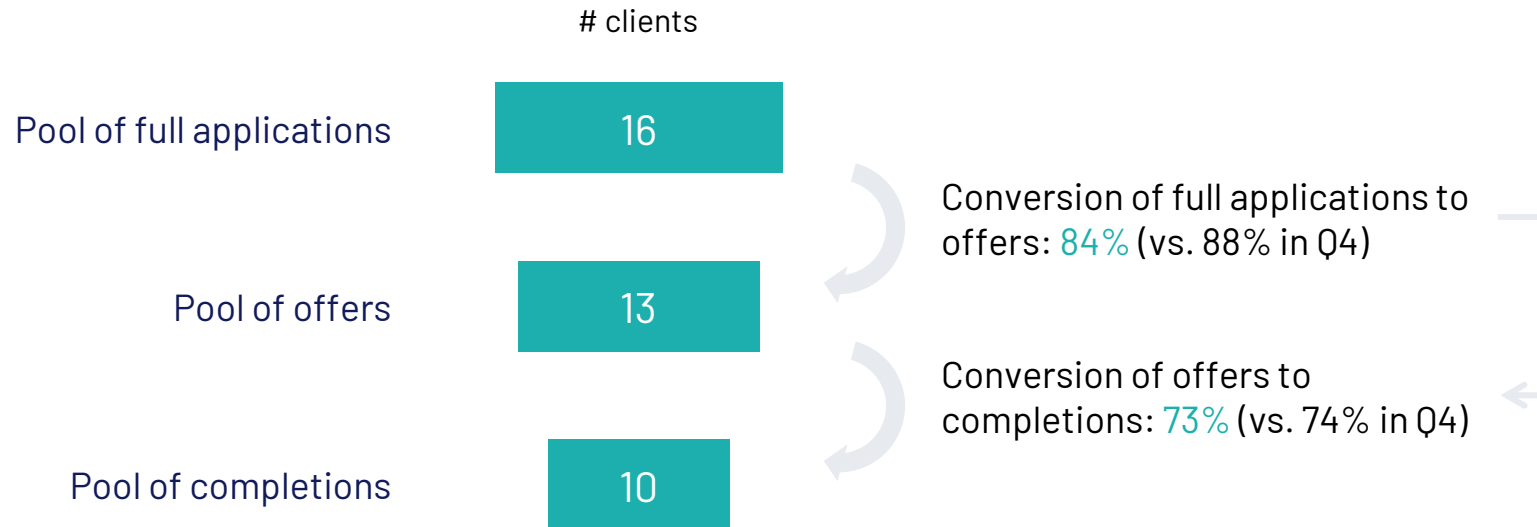 # clients
Pool of full applications
16
Conversion of full applications to
offers: 84% (vs. 88% in Q4)
Pool of offers
13
Conversion of offers to
completions: 73% (vs. 74% in Q4)
Pool of completions
10